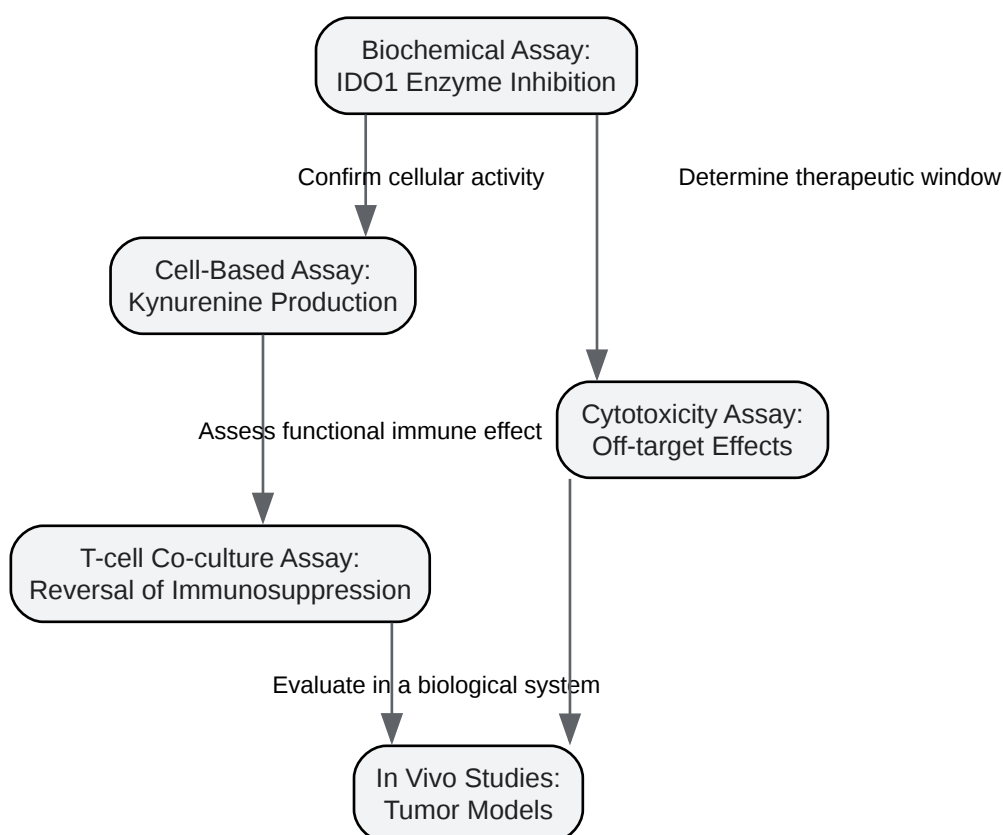 Biochemical Assay:
IDO1 Enzyme Inhibition
Confirm cellular activity
Determine therapeutic window
Cell-Based Assay:
Kynurenine Production
Assess functional immune effect
Cytotoxicity Assay:
Off-target Effects
T-cell Co-culture Assay:
Reversal of Immunosuppression
Evaluate in a biological system
In Vivo Studies:
Tumor Models